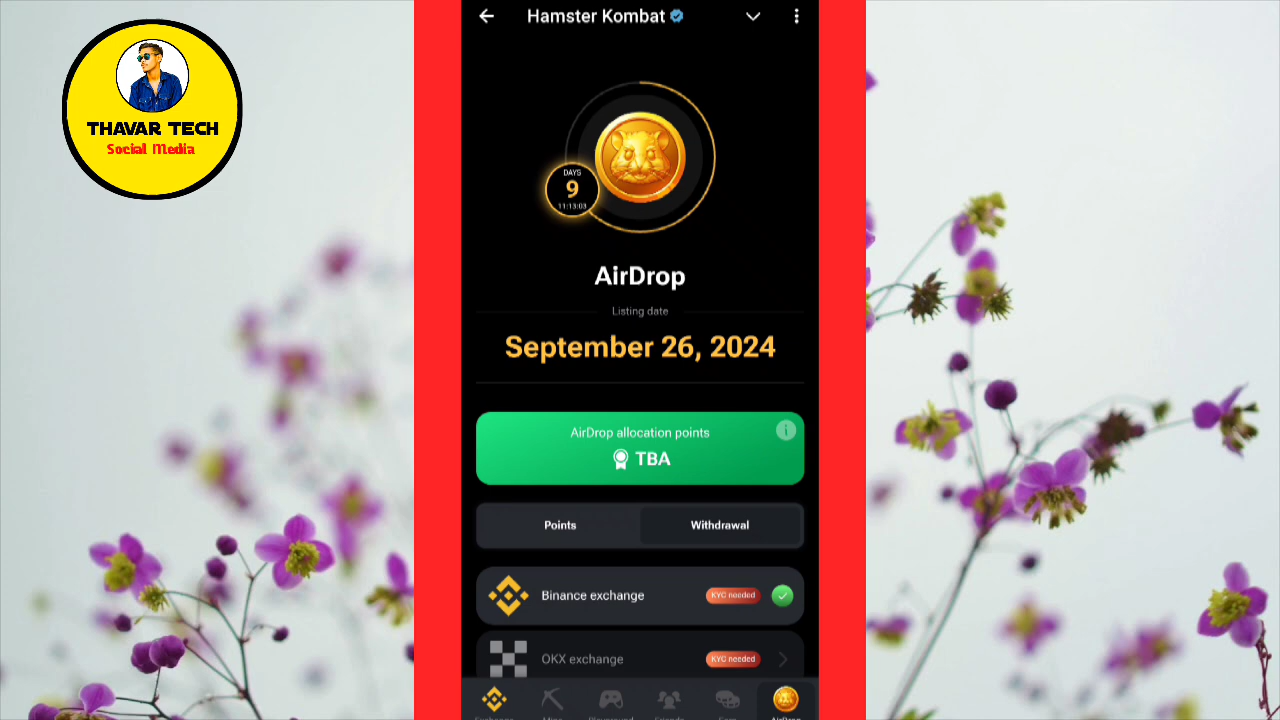 THAVAR TECH
Social Media
Hamster Kombat
DAYS
9
11:13:03
AirDrop
Listing date
September 26, 2024
AirDrop allocation points
TBA
Points
Withdrawal
Binance exchange
KYC needed
OKX exchange
KYC needed